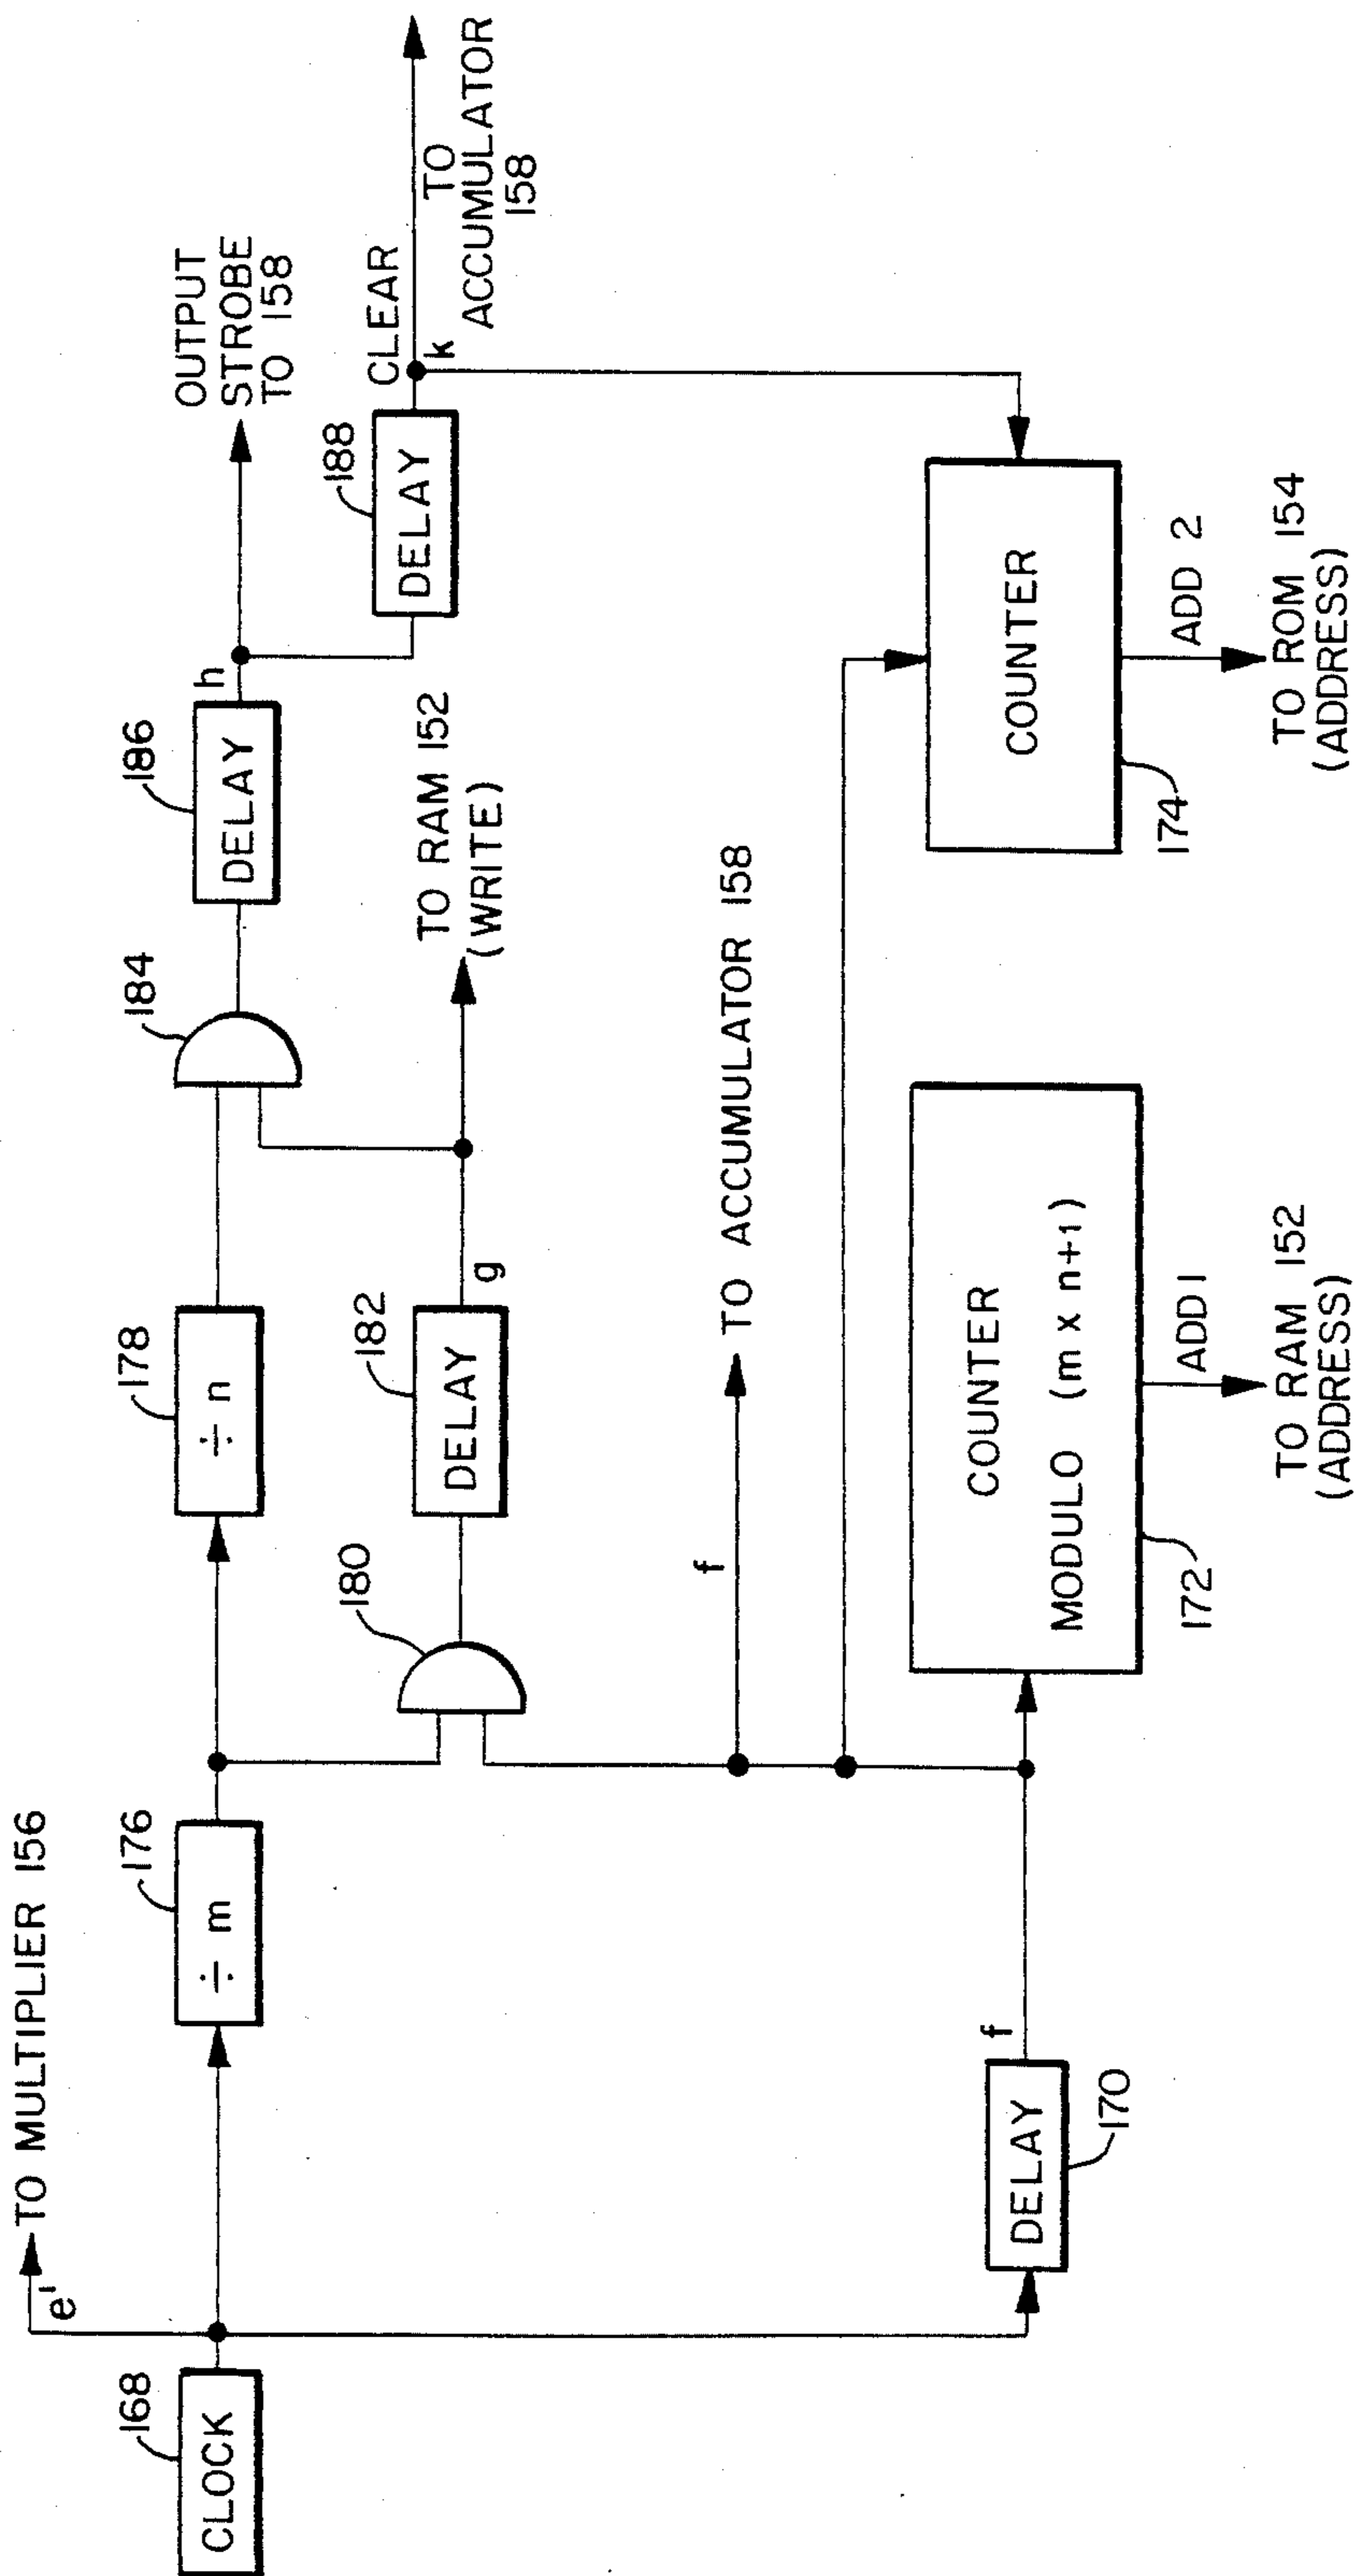 TO MULTIPLIER 156
e'
168
CLOCK
176
÷ m
178
÷ n
184
186
DELAY
h
OUTPUT
STROBE
TO 158
180
182
DELAY
g
TO RAM 152
(WRITE)
188
DELAY
CLEAR
k
TO
ACCUMULATOR
158
f
TO ACCUMULATOR 158
DELAY
170
f
COUNTER
MODULO (m x n+1)
172
ADD 1
TO RAM 152
(ADDRESS)
COUNTER
174
ADD 2
TO ROM 154
(ADDRESS)